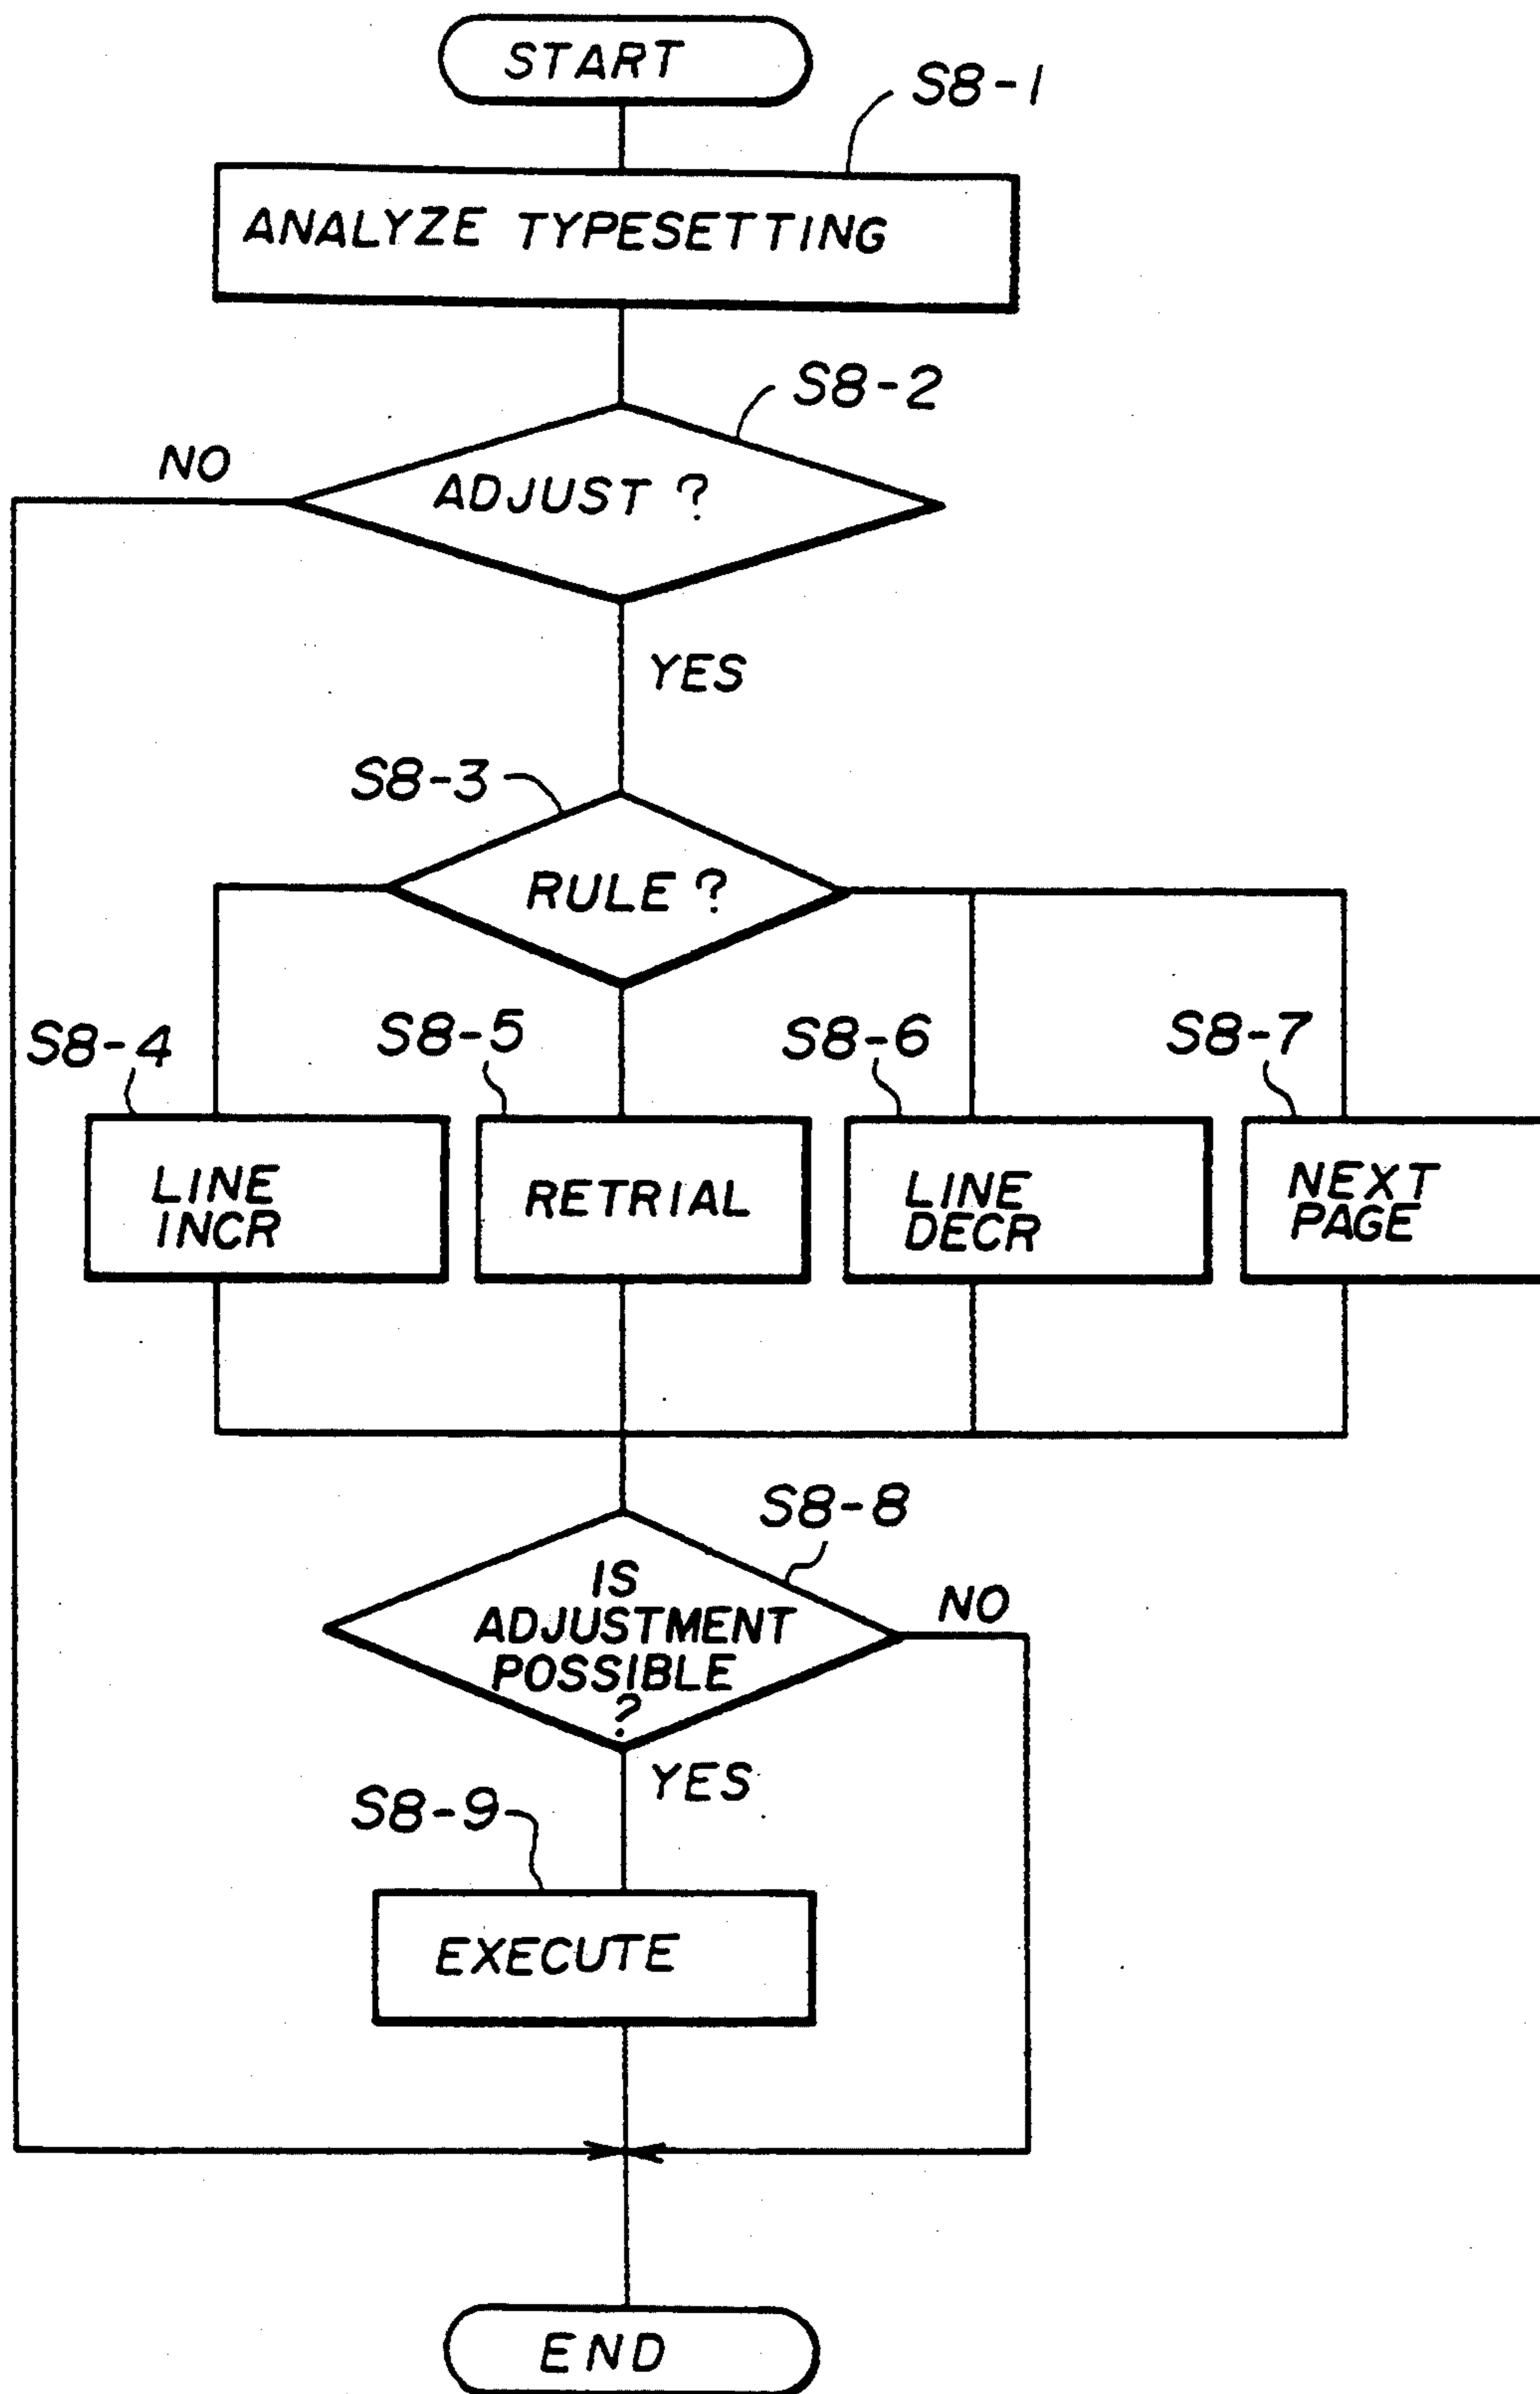 START
S8-1
ANALYZE TYPESETTING
S8-2
NO
ADJUST ?
YES
S8-3
RULE ?
S8-4
S8-5
S8-6
S8-7
LINE
INCR
RETRIAL
LINE
DECR
NEXT
PAGE
S8-8
IS
ADJUSTMENT
POSSIBLE
?
NO
YES
S8-9
EXECUTE
END